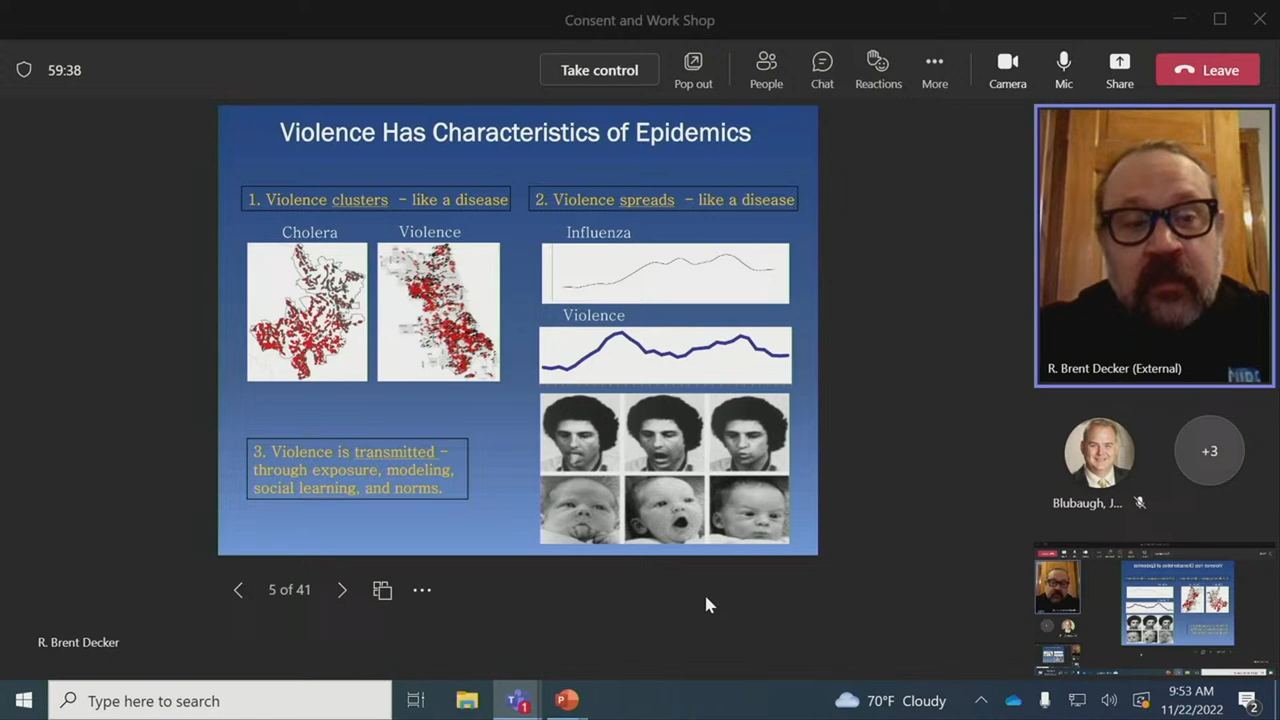 Consent and Work Shop
59:38
Take control
Pop out
People
Chat
Reactions
More
Camera
Mic
Share
Leave
Violence Has Characteristics of Epidemics
1. Violence clusters - like a disease
2. Violence spreads - like a disease
Cholera
Violence
Influenza
Violence
3. Violence is transmitted -
through exposure, modeling,
social learning, and norms.
R. Brent Decker (External)
+3
Blubaugh, J...
5 of 41
R. Brent Decker
Type here to search
1
70°F Cloudy
9:53 AM
11/22/2022
2